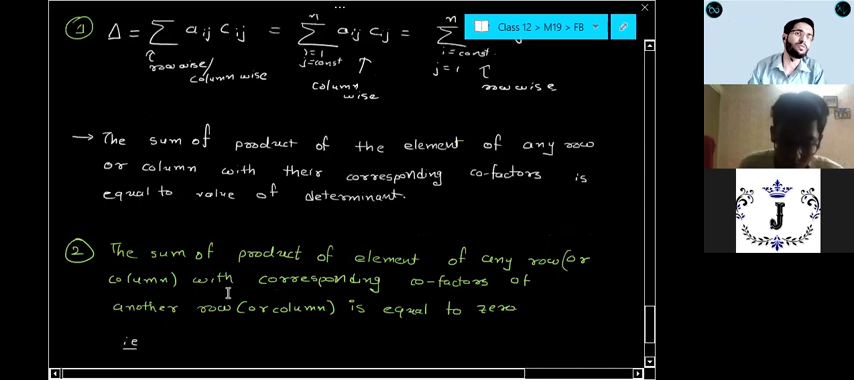 ① Δ = ∑ aij Cij = n∑i=1 j=const aij Cj = n∑ i=const. j=1
row wise/ column wise
column wise
row wise
Class 12 > M19 > FB
→ The sum of product of the element of any row
or column with their corresponding co-factors is
equal to value of determinant.
② The sum of product of element of any row (or
column) with corresponding co-factors of
another row (or column) is equal to zero
ie
J